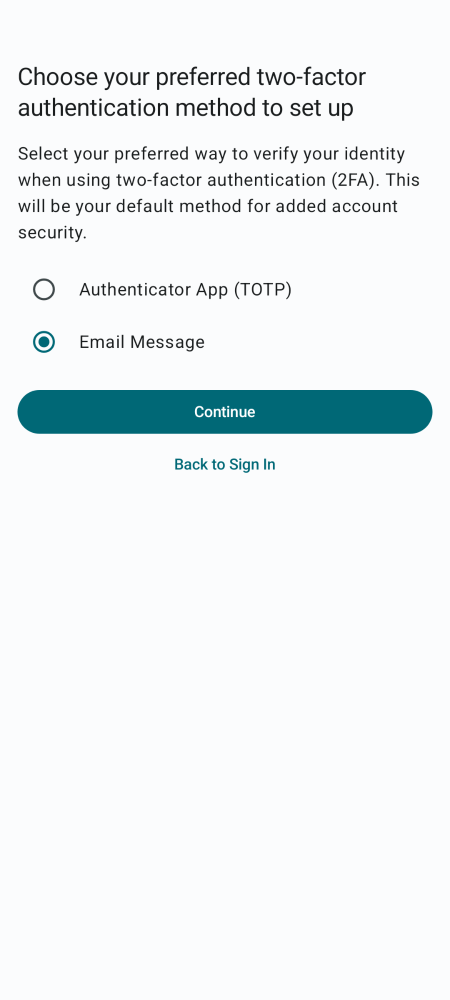 Choose your preferred two-factor
authentication method to set up
Select your preferred way to verify your identity
when using two-factor authentication (2FA). This
will be your default method for added account
security.
Authenticator App (TOTP)
Email Message
Continue
Back to Sign In